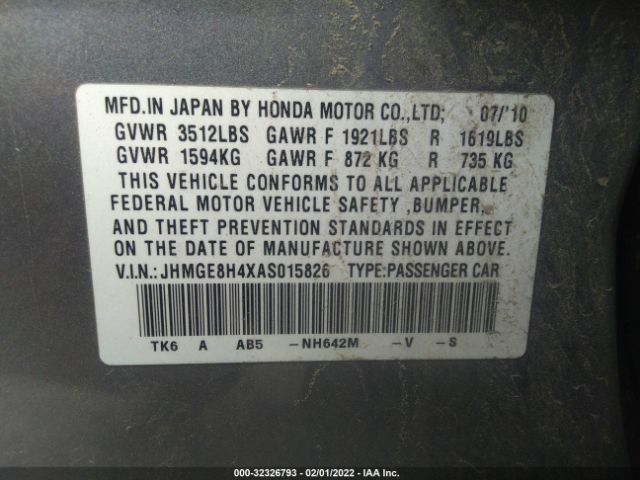 MFD.IN JAPAN BY HONDA MOTOR CO.,LTD; 07/'10
GVWR 3512LBS GAWR F 1921LBS R 1619LBS
GVWR 1594KG GAWR F 872 KG R 735 KG
THIS VEHICLE CONFORMS TO ALL APPLICABLE
FEDERAL MOTOR VEHICLE SAFETY ,BUMPER,
AND THEFT PREVENTION STANDARDS IN EFFECT
ON THE DATE OF MANUFACTURE SHOWN ABOVE.
V.I.N.:JHMGE8H4XAS015826 TYPE:PASSENGER CAR
TK6 A AB5 -NH642M -V -S
000-32326793 - 02/01/2022 - IAA Inc.